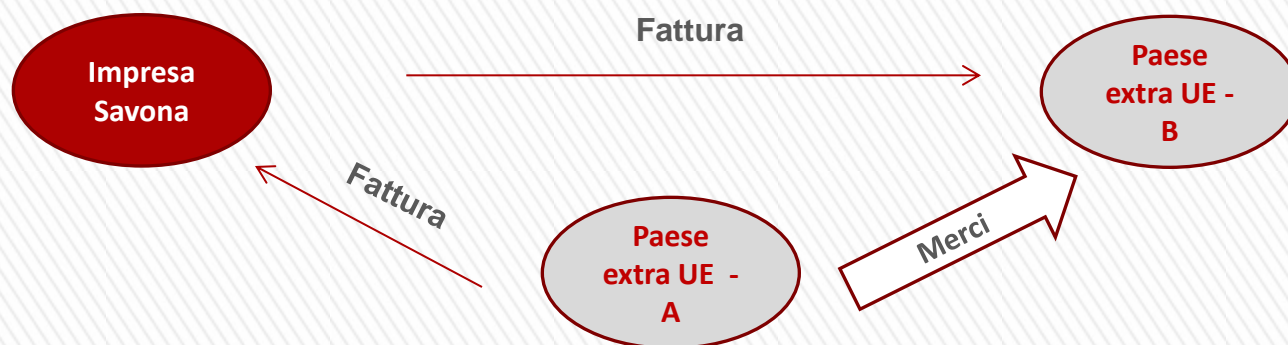 Fattura
Impresa
Savona
Paese
extra UE -
B
Fattura
Merci
Paese
extra UE -
A